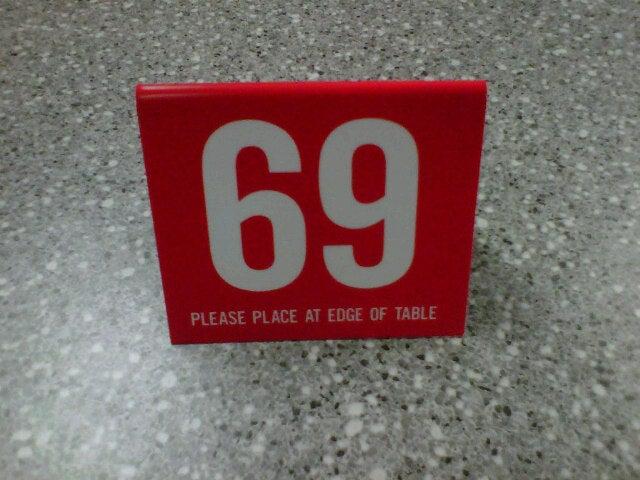 69
PLEASE PLACE AT EDGE OF TABLE